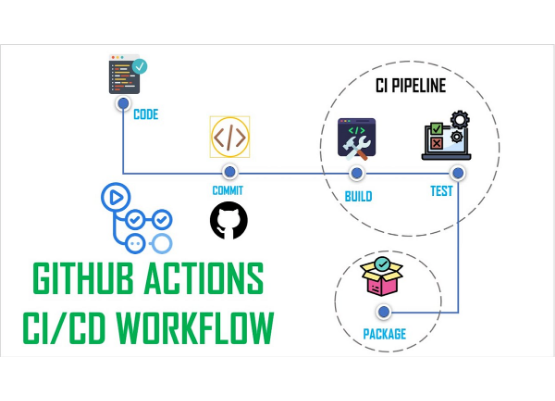 CI PIPELINE
CODE
COMMIT
BUILD
TEST
GITHUB ACTIONS
CI/CD WORKFLOW
PACKAGE